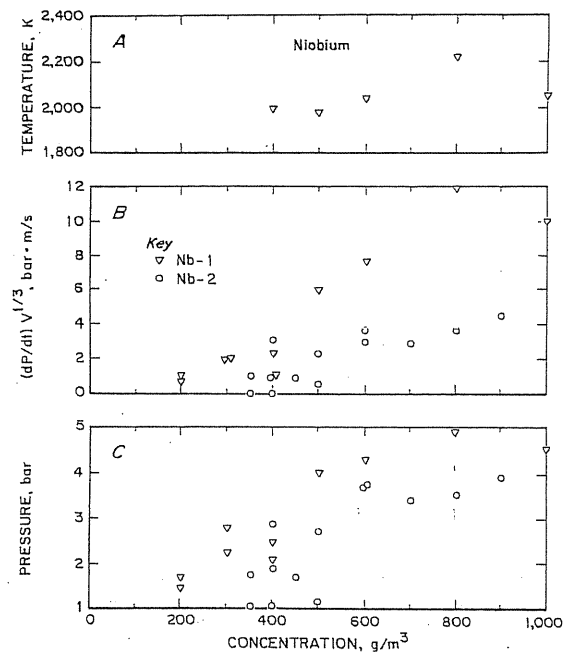 A
Niobium
TEMPERATURE, K
2,400
2,200
2,000
1,800
B
Key
▽ Nb-1
○ Nb-2
(dP/dt) V^1/3, bar·m/s
12
10
8
6
4
2
0
C
PRESSURE, bar
5
4
3
2
1
0 200 400 600 800 1,000
CONCENTRATION, g/m³